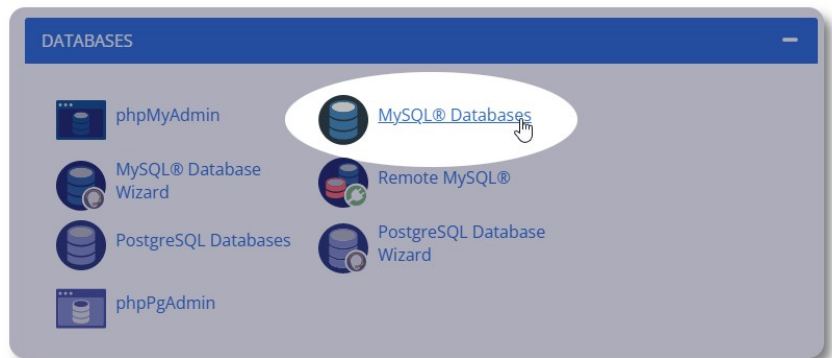 DATABASES
phpMyAdmin
MySQL® Databases
MySQL® Database
Wizard
Remote MySQL®
PostgreSQL Databases
PostgreSQL Database
Wizard
phpPgAdmin